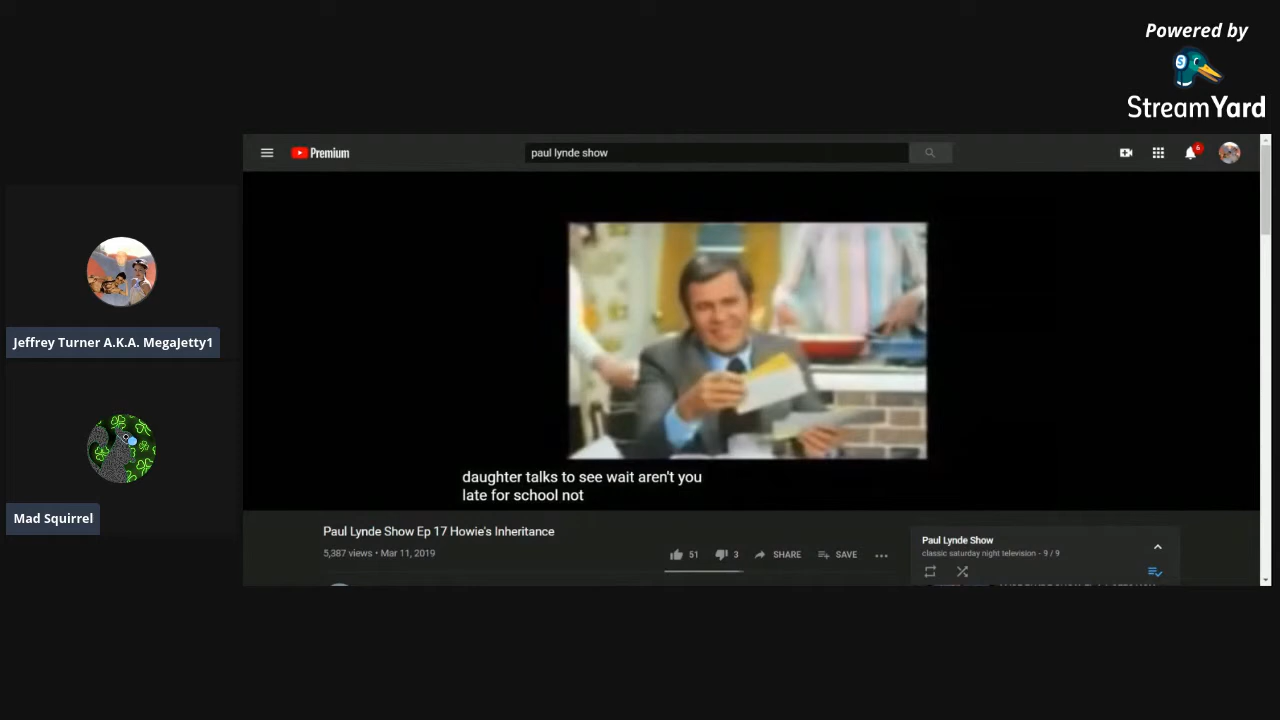 Powered by
StreamYard
Premium
paul lynde show
6
Jeffrey Turner A.K.A. MegaJetty1
Mad Squirrel
daughter talks to see wait aren't you
late for school not
Paul Lynde Show Ep 17 Howie's Inheritance
5,387 views • Mar 11, 2019
51
3
SHARE
SAVE
Paul Lynde Show
classic saturday night television - 9 / 9